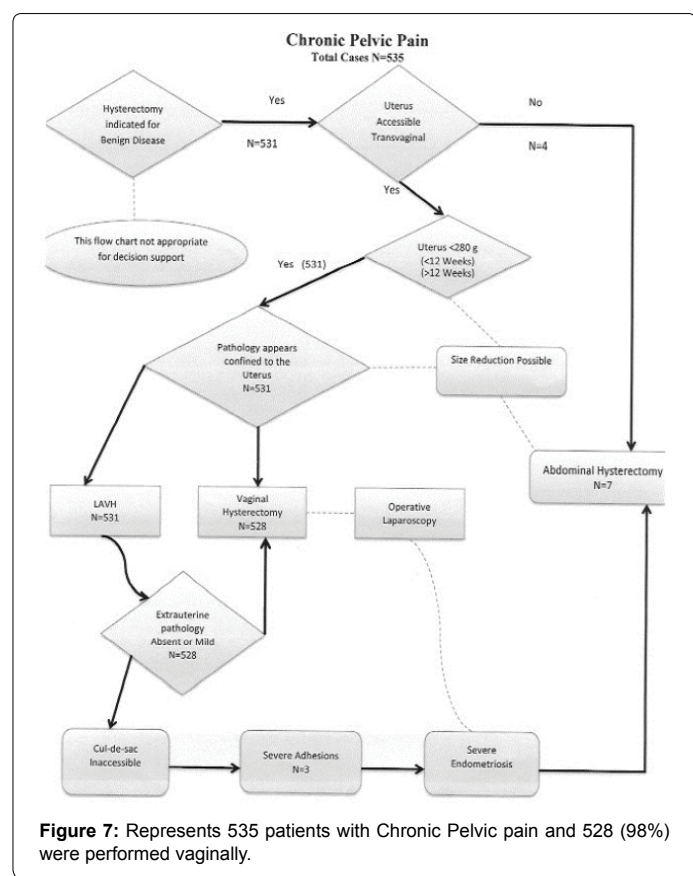 Chronic Pelvic Pain
Total Cases N=535
Hysterectomy
indicated for
Benign Disease
Yes
N=531
Uterus
Accessible
Transvaginal
No
N=4
Yes
This flow chart not appropriate
for decision support
Uterus <280 g
(<12 Weeks)
(>12 Weeks)
Yes (531)
Pathology appears
confined to the
Uterus
N=531
Size Reduction Possible
Abdominal Hysterectomy
N=7
LAVH
N=531
Vaginal
Hysterectomy
N=528
Operative
Laparoscopy
Extrauterine
pathology
Absent or Mild
N=528
Cul-de-sac
Inaccessible
Severe Adhesions
N=3
Severe
Endometriosis
Figure 7: Represents 535 patients with Chronic Pelvic pain and 528 (98%)
were performed vaginally.